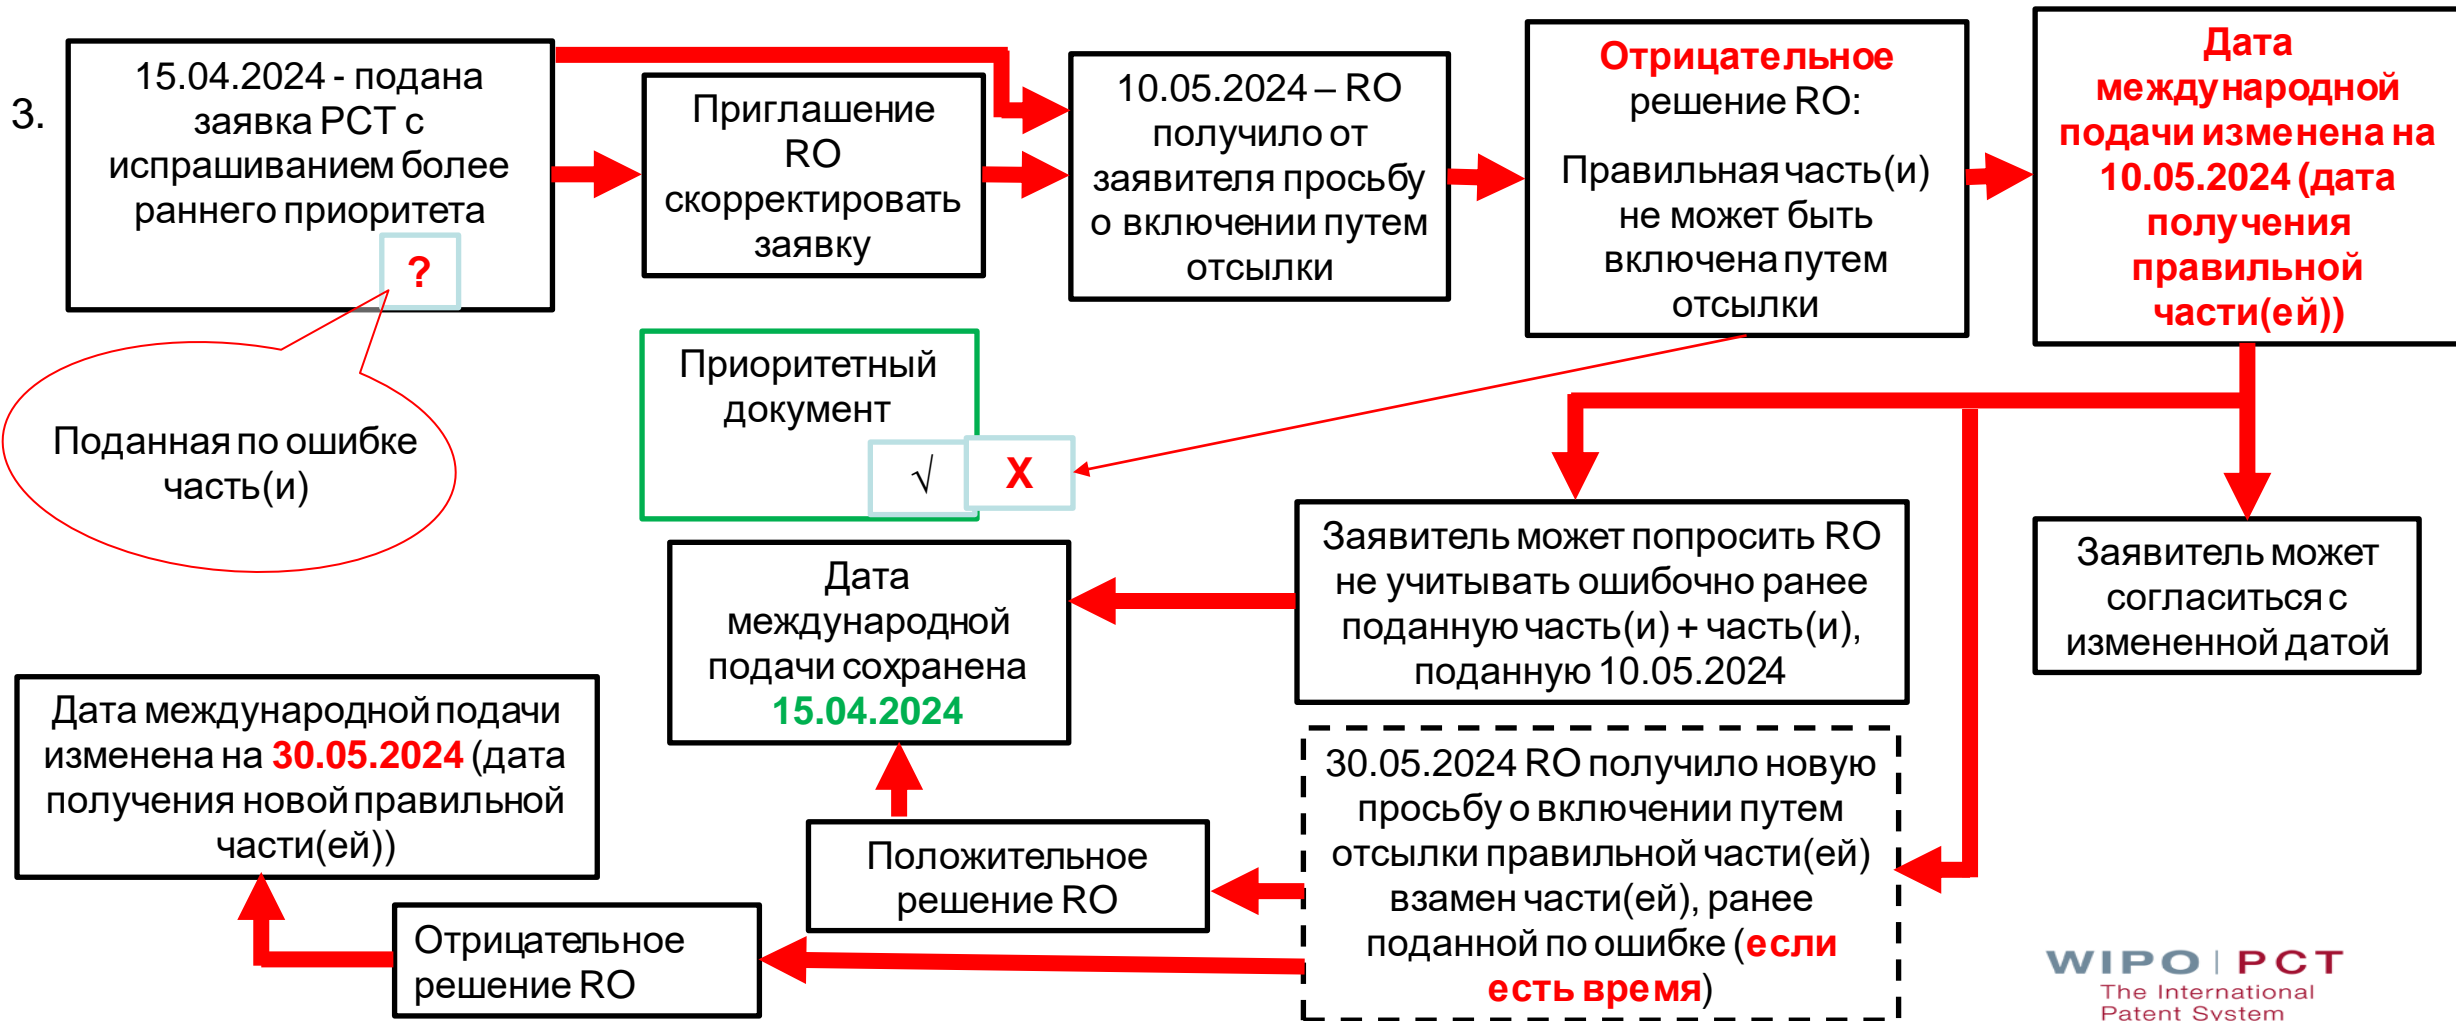 3.
15.04.2024 - подана
заявка PCT с
испрашиванием более
раннего приоритета
?
Поданная по ошибке
часть(и)
Приглашение
RO
скорректировать
заявку
10.05.2024 – RO
получило от
заявителя просьбу
о включении путем
отсылки
Отрицательное
решение RO:
Правильная часть(и)
не может быть
включена путем
отсылки
Дата
международной
подачи изменена на
10.05.2024 (дата
получения
правильной
части(ей))
Приоритетный
документ
√
X
Заявитель может попросить RO
не учитывать ошибочно ранее
поданную часть(и) + часть(и),
поданную 10.05.2024
Заявитель может
согласиться с
измененной датой
Дата
международной
подачи сохранена
15.04.2024
30.05.2024 RO получило новую
просьбу о включении путем
отсылки правильной части(ей)
взамен части(ей), ранее
поданной по ошибке (если
есть время)
Положительное
решение RO
Отрицательное
решение RO
Дата международной подачи
изменена на 30.05.2024 (дата
получения новой правильной
части(ей))
WIPO | PCT
The International
Patent System